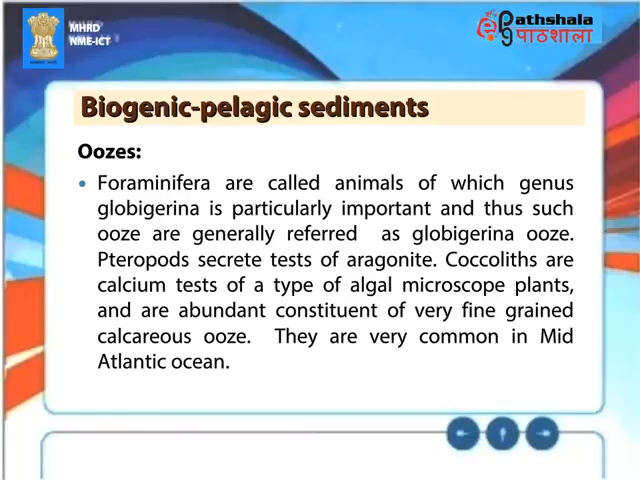 MHRD
NME-ICT
Pathshala
पाठशाला
Biogenic-pelagic sediments
Oozes:
• Foraminifera are called animals of which genus
globigerina is particularly important and thus such
ooze are generally referred as globigerina ooze.
Pteropods secrete tests of aragonite. Coccoliths are
calcium tests of a type of algal microscope plants,
and are abundant constituent of very fine grained
calcareous ooze. They are very common in Mid
Atlantic ocean.